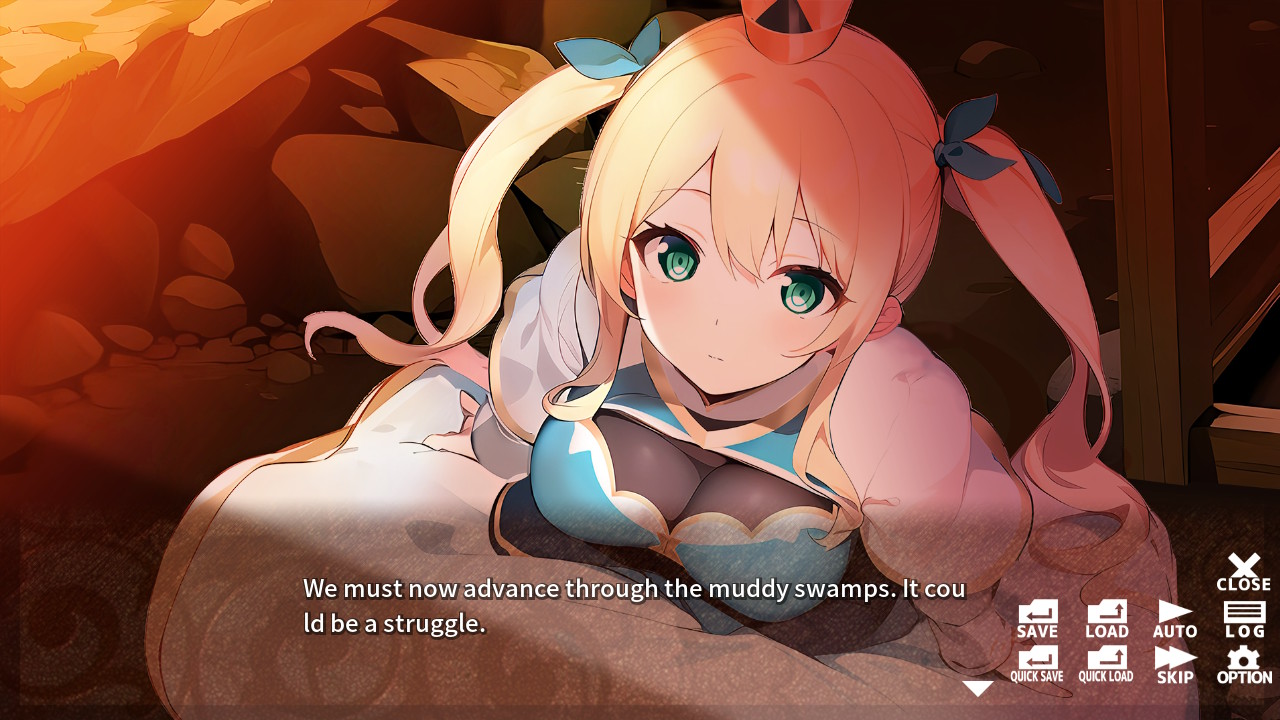 We must now advance through the muddy swamps. It cou
ld be a struggle.
CLOSE
SAVE
LOAD
AUTO
LOG
QUICK SAVE
QUICK LOAD
SKIP
OPTION